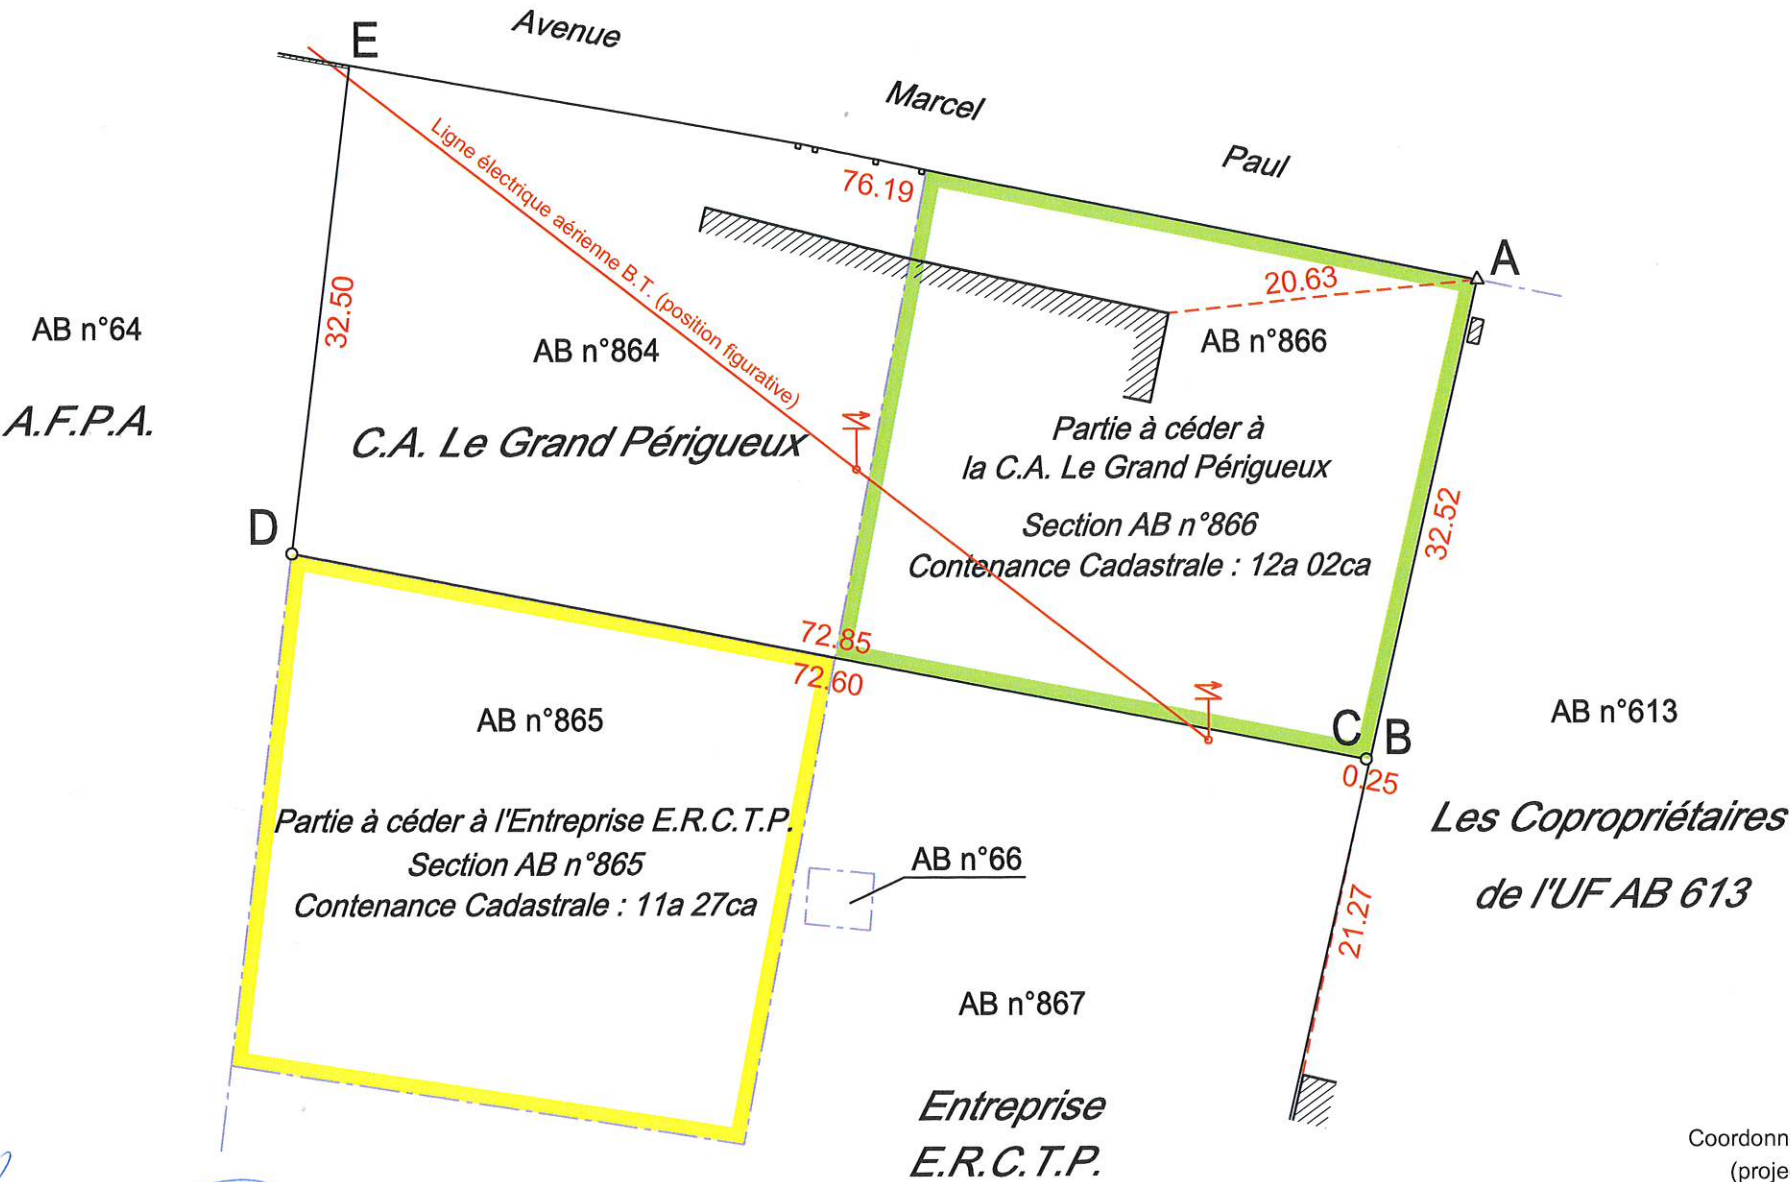 Avenue
Marcel
Paul
E
A
76.19
20.63
Ligne électrique aérienne B.T. (position figurative)
32.50
AB n°64
A.F.P.A.
AB n°864
C.A. Le Grand Périgueux
AB n°866
Partie à céder à
la C.A. Le Grand Périgueux
Section AB n°866
Contenance Cadastrale : 12a 02ca
32.52
D
72.85
72.60
C
B
0.25
AB n°613
Les Copropriétaires
de l'UF AB 613
AB n°865
Partie à céder à l'Entreprise E.R.C.T.P.
Section AB n°865
Contenance Cadastrale : 11a 27ca
AB n°66
21.27
AB n°867
Entreprise
E.R.C.T.P.
Coordonn
(proje